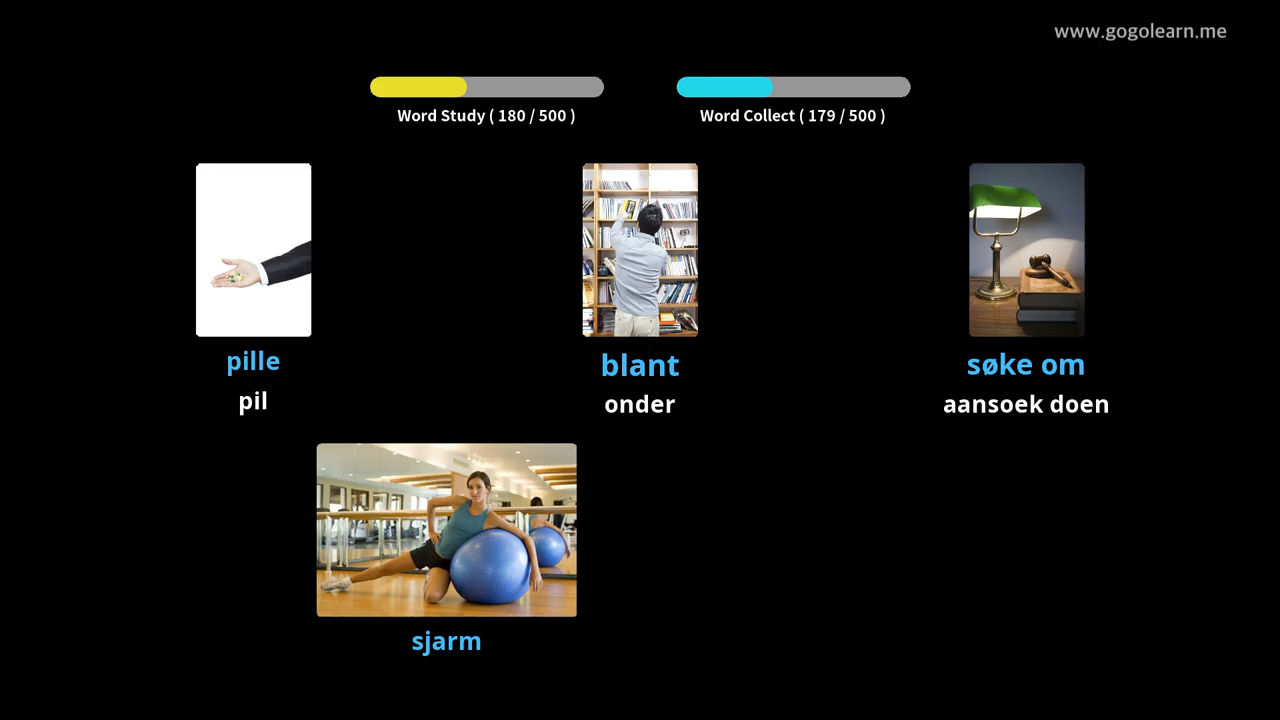 www.gogolearn.me
Word Study ( 180 / 500 )
Word Collect ( 179 / 500 )
pille
pil
blant
onder
søke om
aansoek doen
sjarm